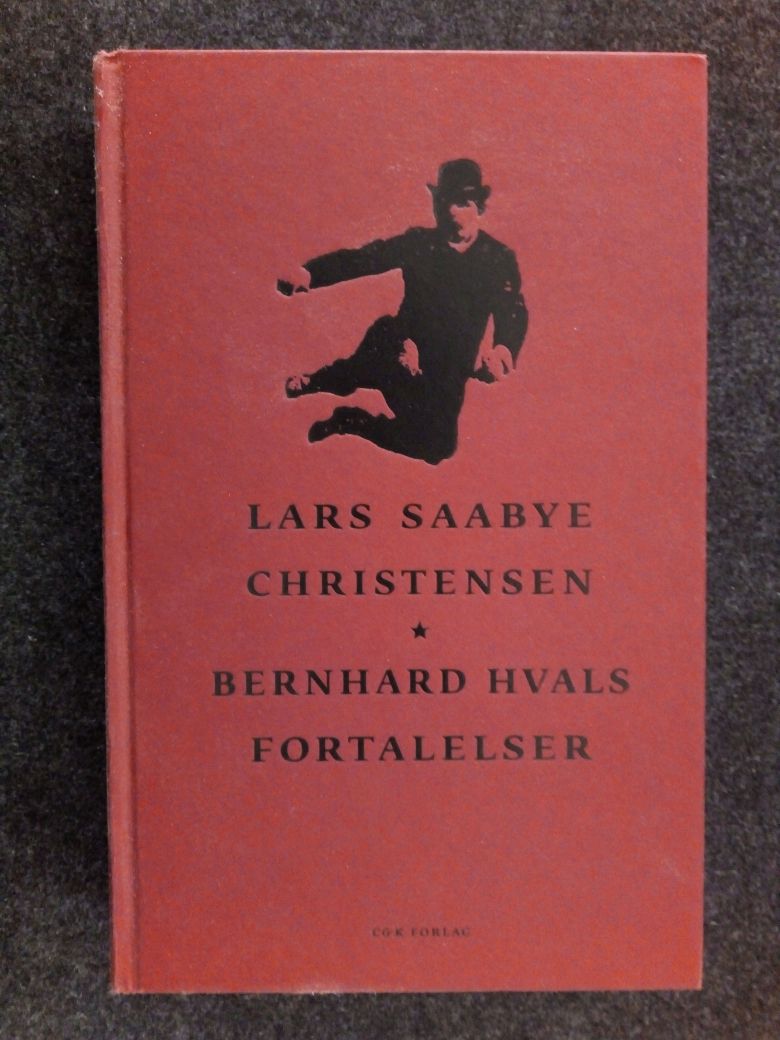 LARS SAABYE
CHRISTENSEN
★
BERNHARD HVALS
FORTALELSER
CG&K FORLAG